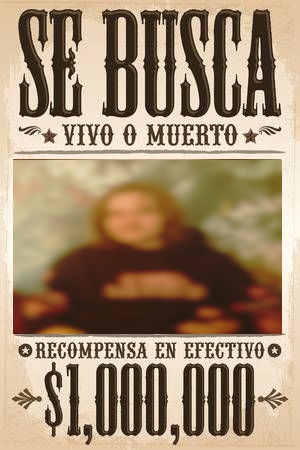 SE BUSCA
VIVO O MUERTO
RECOMPENSA EN EFECTIVO
$1,000,000